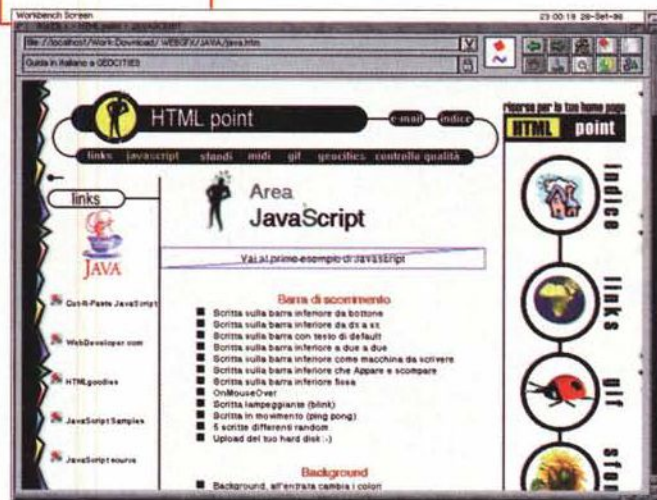 Workbench Screen
23:00:19 28-Set-98
file://localhost/Work:Download/ WEBGFX/JAVA/java.htm
Guida in Italiano a GEOCITIES
HTML point
e-mail indice
links javascript sfondi midi gif geocities controllo qualità
links
JAVA
Cut-N-Paste JavaScript
WebDeveloper.com
HTMLgoodies
JavaScript Samples
JavaScript source
Area
JavaScript
Vai al primo esempio di Javascript
Barra di scorrimento
Scritta sulla barra inferiore da bottone
Scritta sulla barra inferiore da dx a sx
Scritta sulla barra con testo di default
Scritta sulla barra inferiore a due a due
Scritta sulla barra inferiore come macchina da scrivere
Scritta sulla barra inferiore che Appare e scompare
Scritta sulla barra inferiore fissa
OnMouseOver
Scritta lampeggiante (blink)
Scritta in movimento (ping pong)
5 scritte differenti random
Upload del tuo hard disk :-)
Background
Background, all'entrata cambia i colori
risorse per la tua home page
HTML point
indice
links
gif
sfon